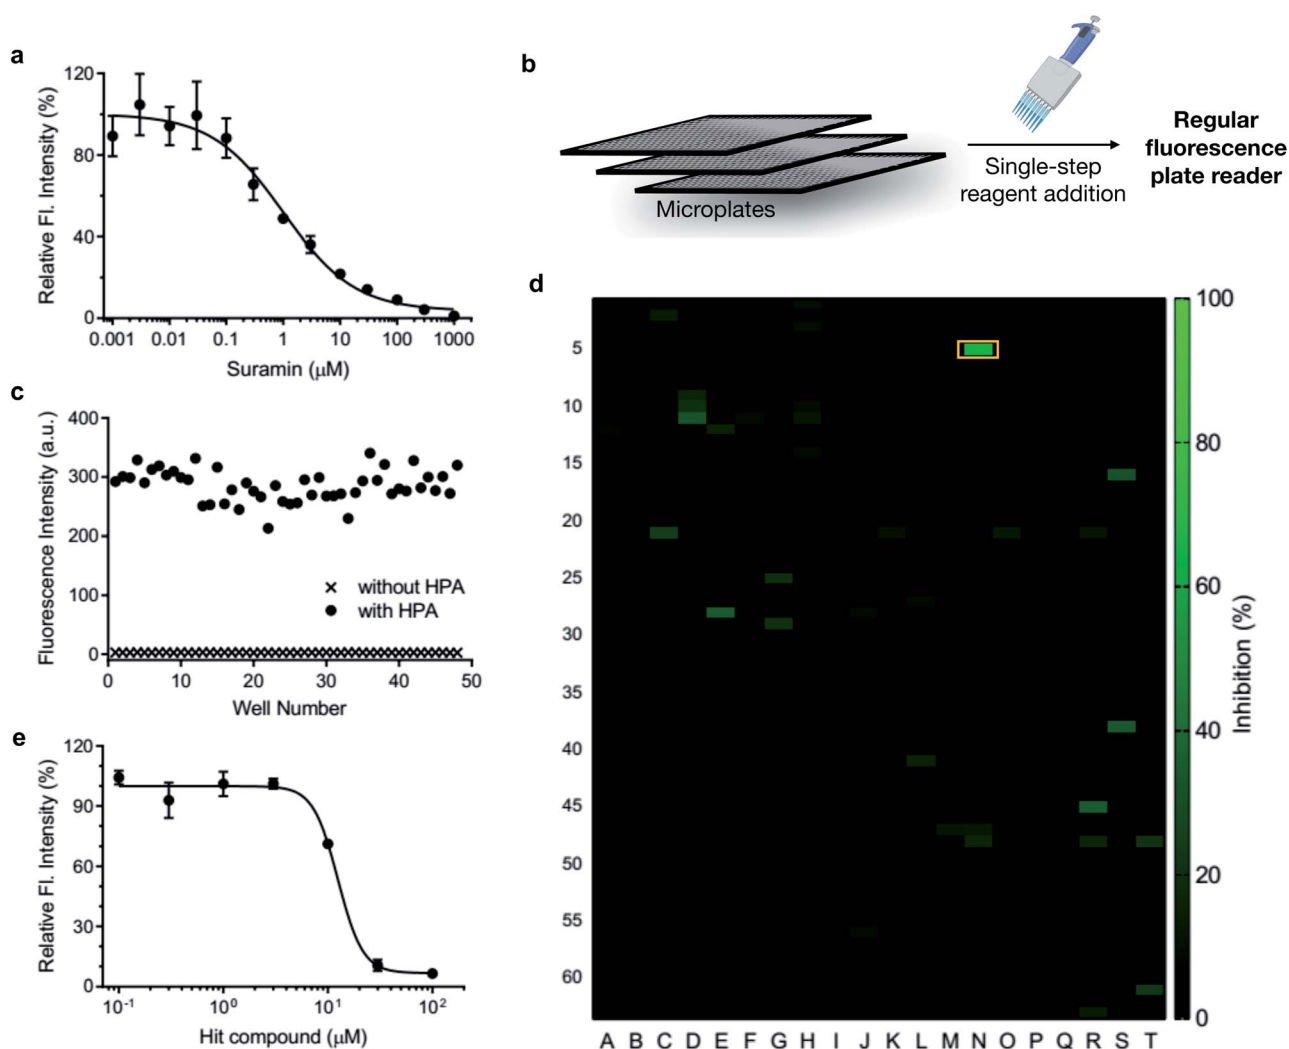 a
120
80
40
0
Relative Fl. Intensity (%)
0.001 0.01 0.1 1 10 100 1000
Suramin (μM)
b
Microplates
Single-step
reagent addition
Regular
fluorescence
plate reader
c
400
300
200
100
0
Fluorescence Intensity (a.u.)
without HPA
with HPA
0 10 20 30 40 50
Well Number
d
5
10
15
20
25
30
35
40
45
50
55
60
A B C D E F G H I J K L M N O P Q R S T
100
80
60
40
20
0
Inhibition (%)
e
120
90
60
30
0
Relative Fl. Intensity (%)
10-1 100 101 102
Hit compound (μM)